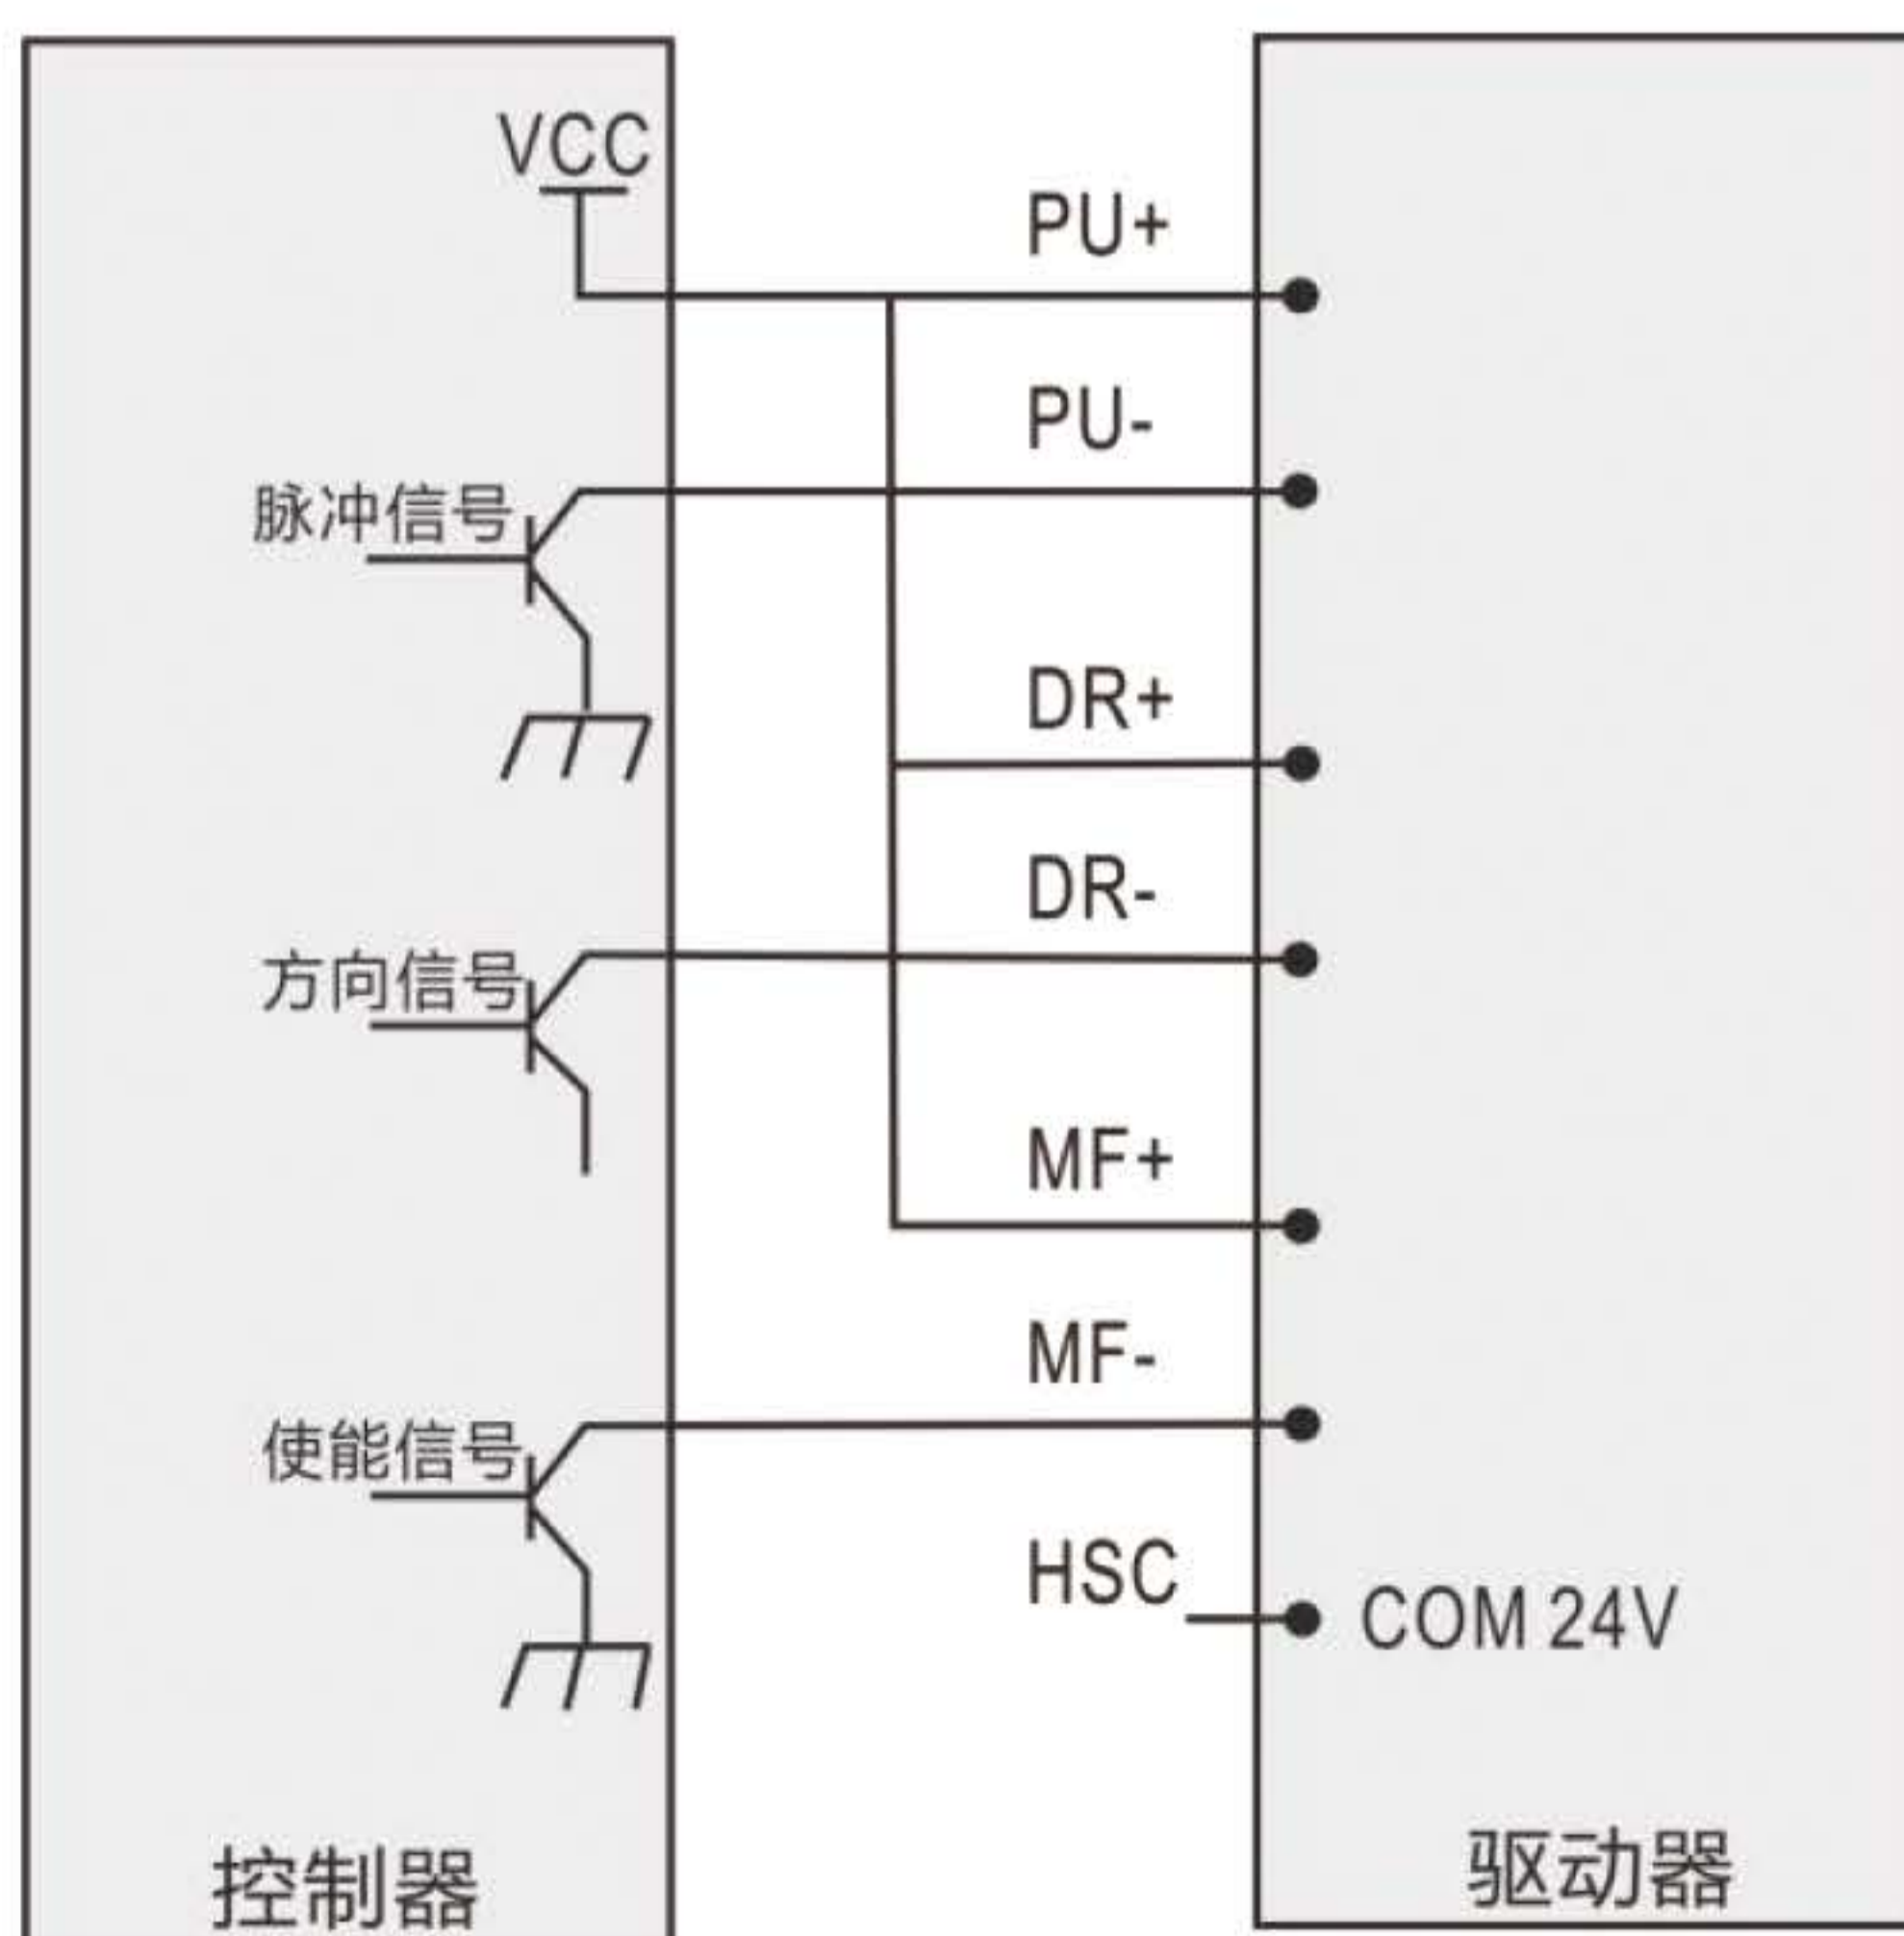 VCC
PU+
PU-
脉冲信号
DR+
DR-
方向信号
MF+
MF-
使能信号
HSC
COM 24V
控制器
驱动器